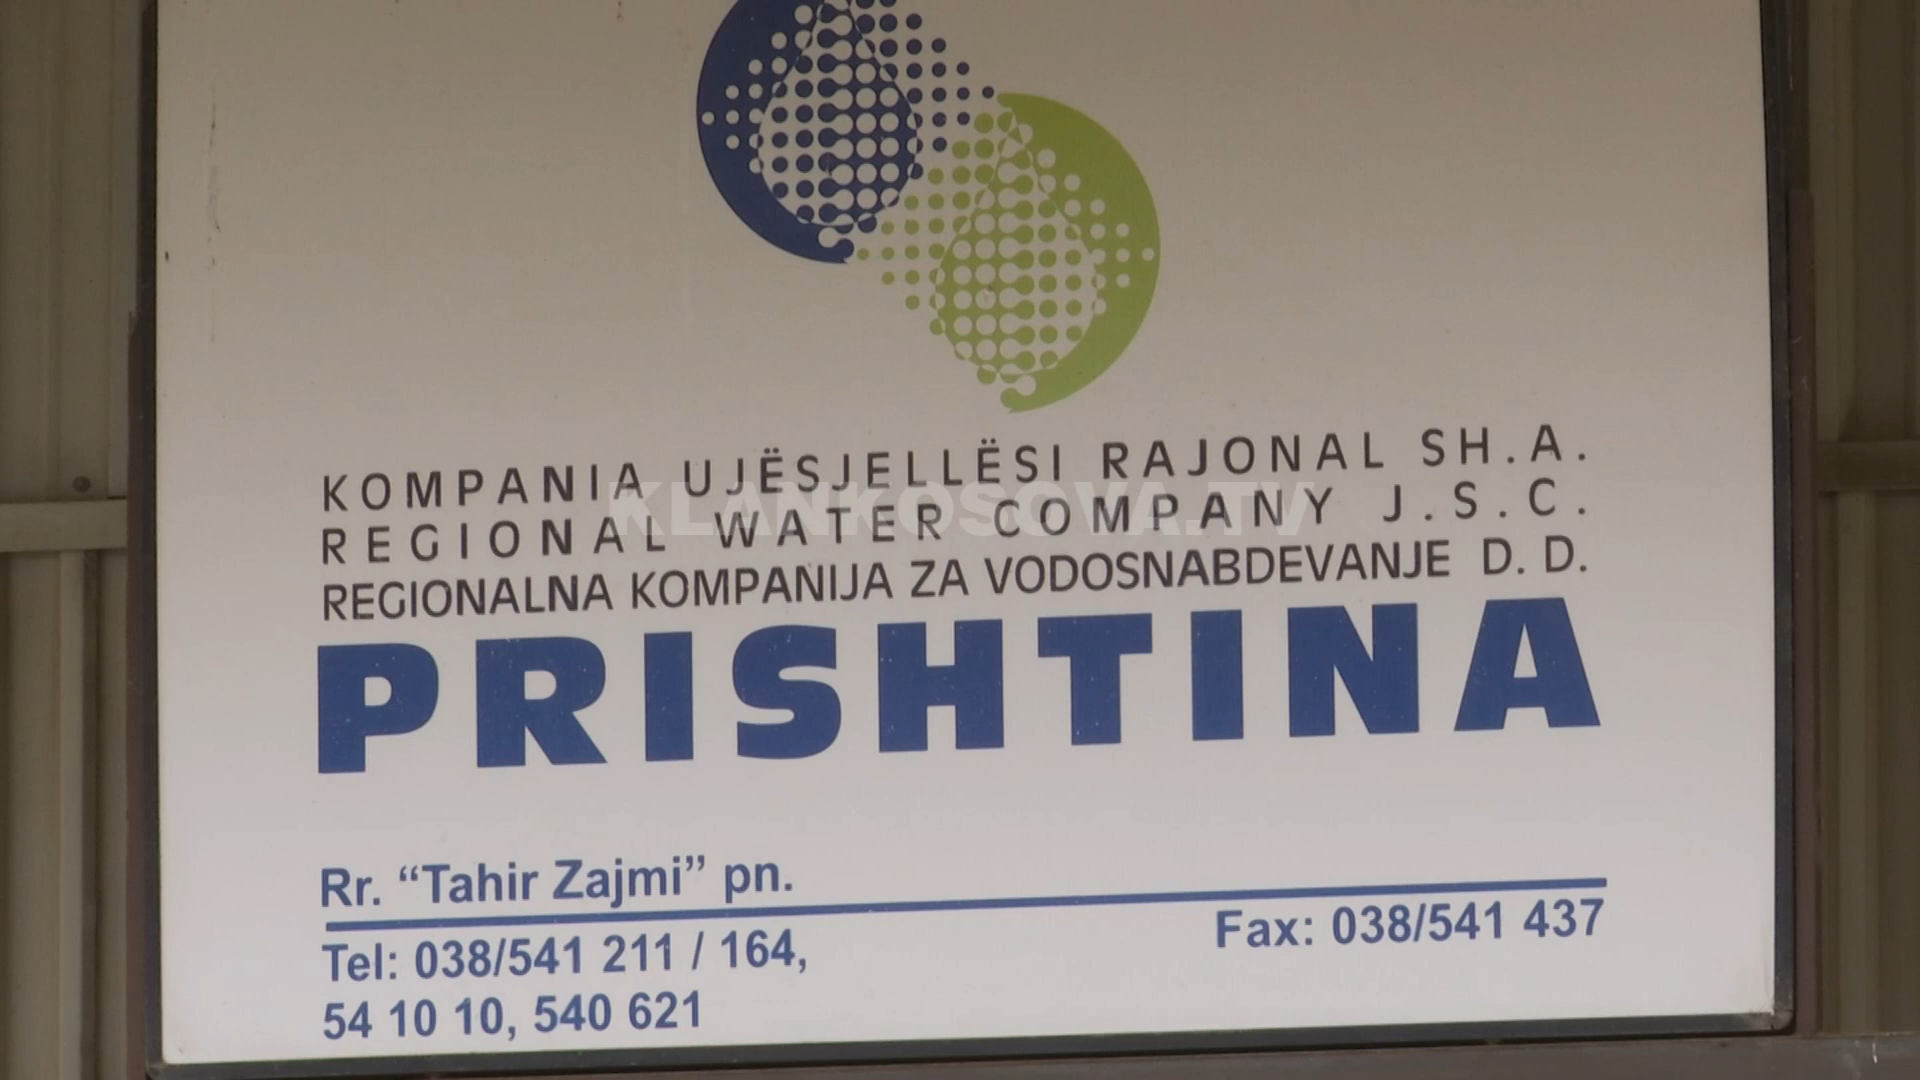 KOMPANIA UJËSJELLËSI RAJONAL SH.A.
KLANKOSOVA.TV
REGIONAL WATER COMPANY J.S.C.
REGIONALNA KOMPANIJA ZA VODOSNABDEVANJE D. D.
PRISHTINA
Rr. “Tahir Zajmi” pn.
Tel: 038/541 211 / 164,
Fax: 038/541 437
54 10 10, 540 621